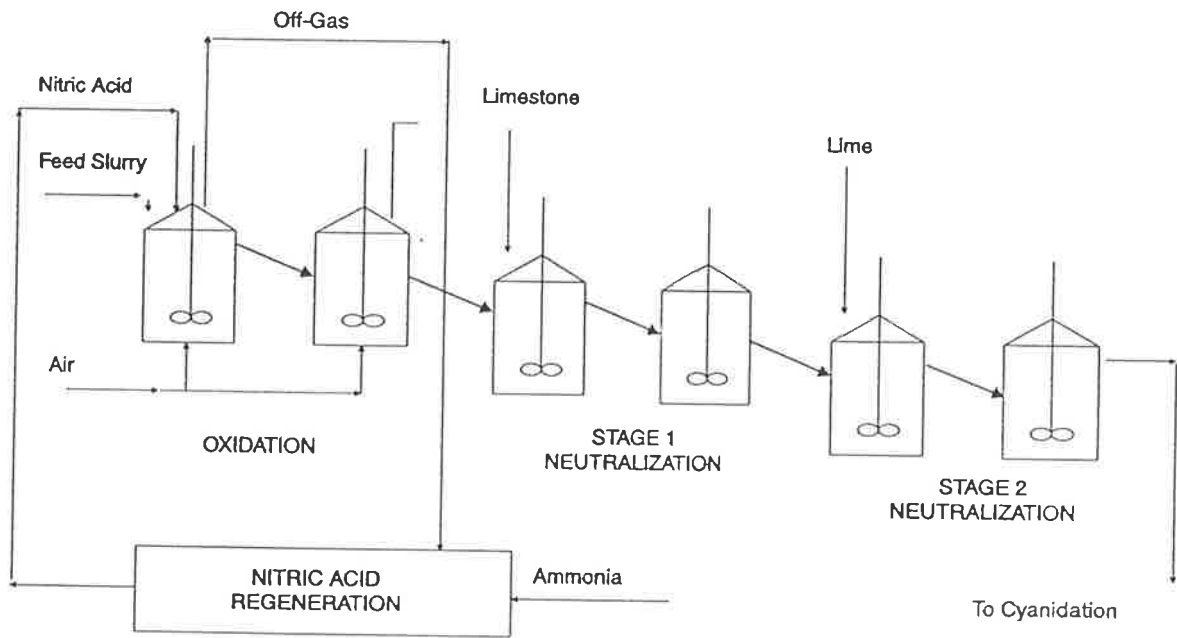 Off-Gas
Nitric Acid
Limestone
Lime
Feed Slurry
Air
OXIDATION
STAGE 1
NEUTRALIZATION
STAGE 2
NEUTRALIZATION
NITRIC ACID
REGENERATION
Ammonia
To Cyanidation